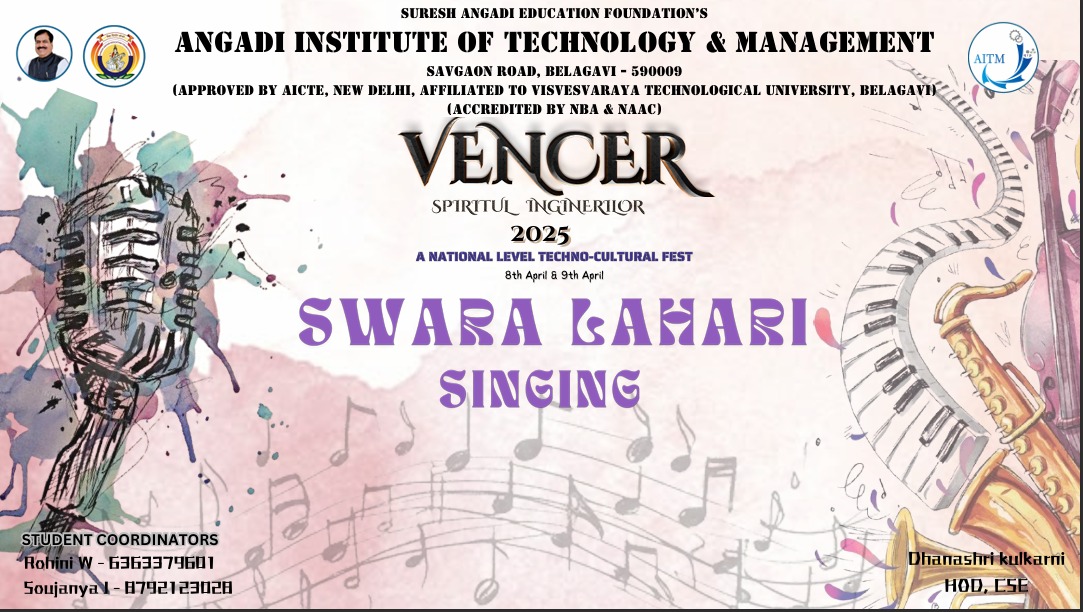 SURESH ANGADI EDUCATION FOUNDATION'S
ANGADI INSTITUTE OF TECHNOLOGY & MANAGEMENT
SAVGAON ROAD, BELAGAVI - 590009
(APPROVED BY AICTE, NEW DELHI, AFFILIATED TO VISVESVARAYA TECHNOLOGICAL UNIVERSITY, BELAGAVI)
(ACCREDITED BY NBA & NAAC)
AITM
VENCER
SPIRITUL INGINERILOR
2025
A NATIONAL LEVEL TECHNO-CULTURAL FEST
8th April & 9th April
SWARA LAHARI
SINGING
STUDENT COORDINATORS
Rohini W - 6363379601
Soujanya I - 8792123028
Dhanashri kulkarni
HOD, CSE